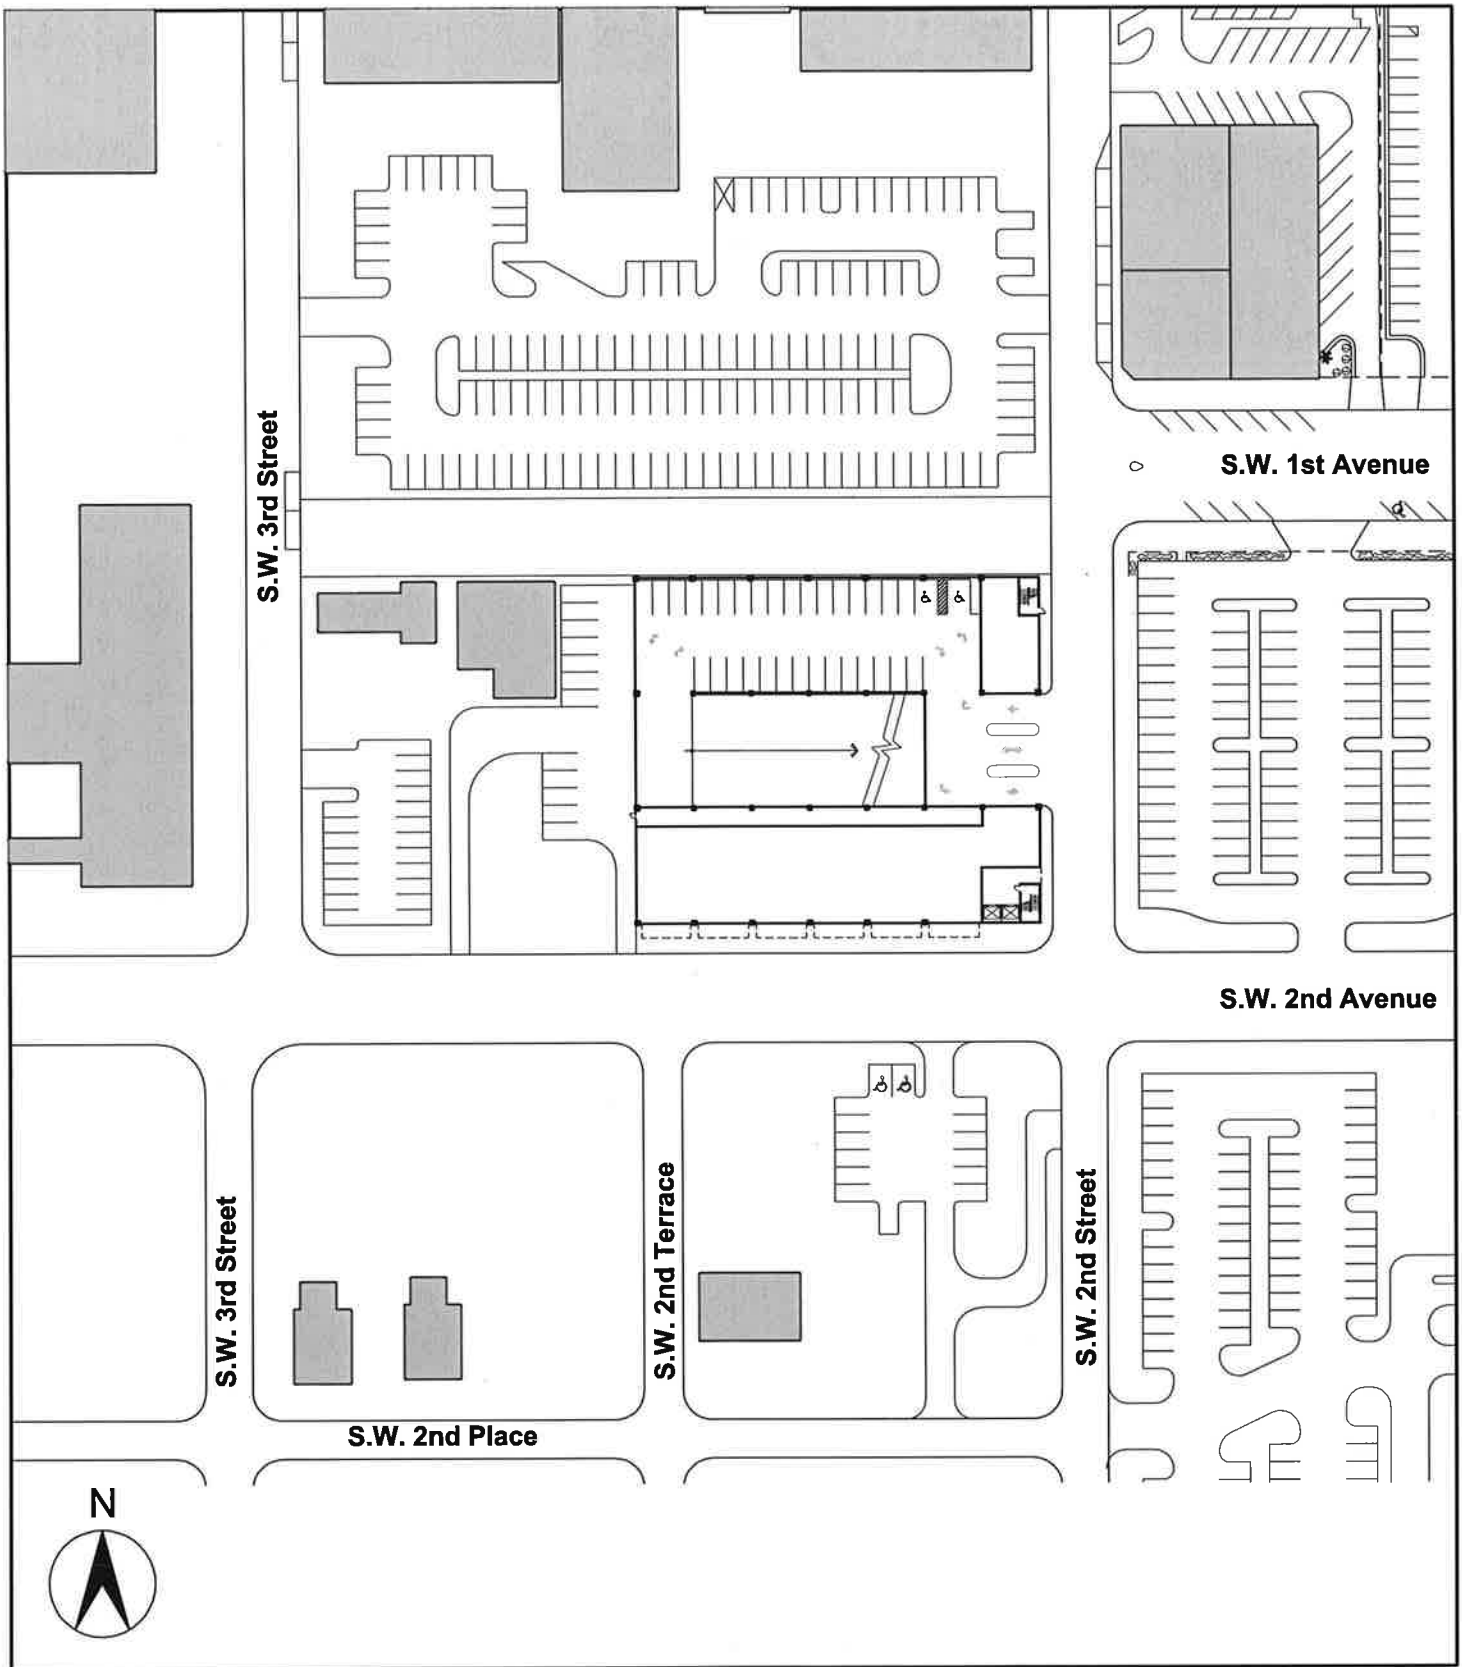 S.W. 3rd Street
S.W. 1st Avenue
S.W. 2nd Avenue
S.W. 3rd Street
S.W. 2nd Terrace
S.W. 2nd Street
S.W. 2nd Place
N